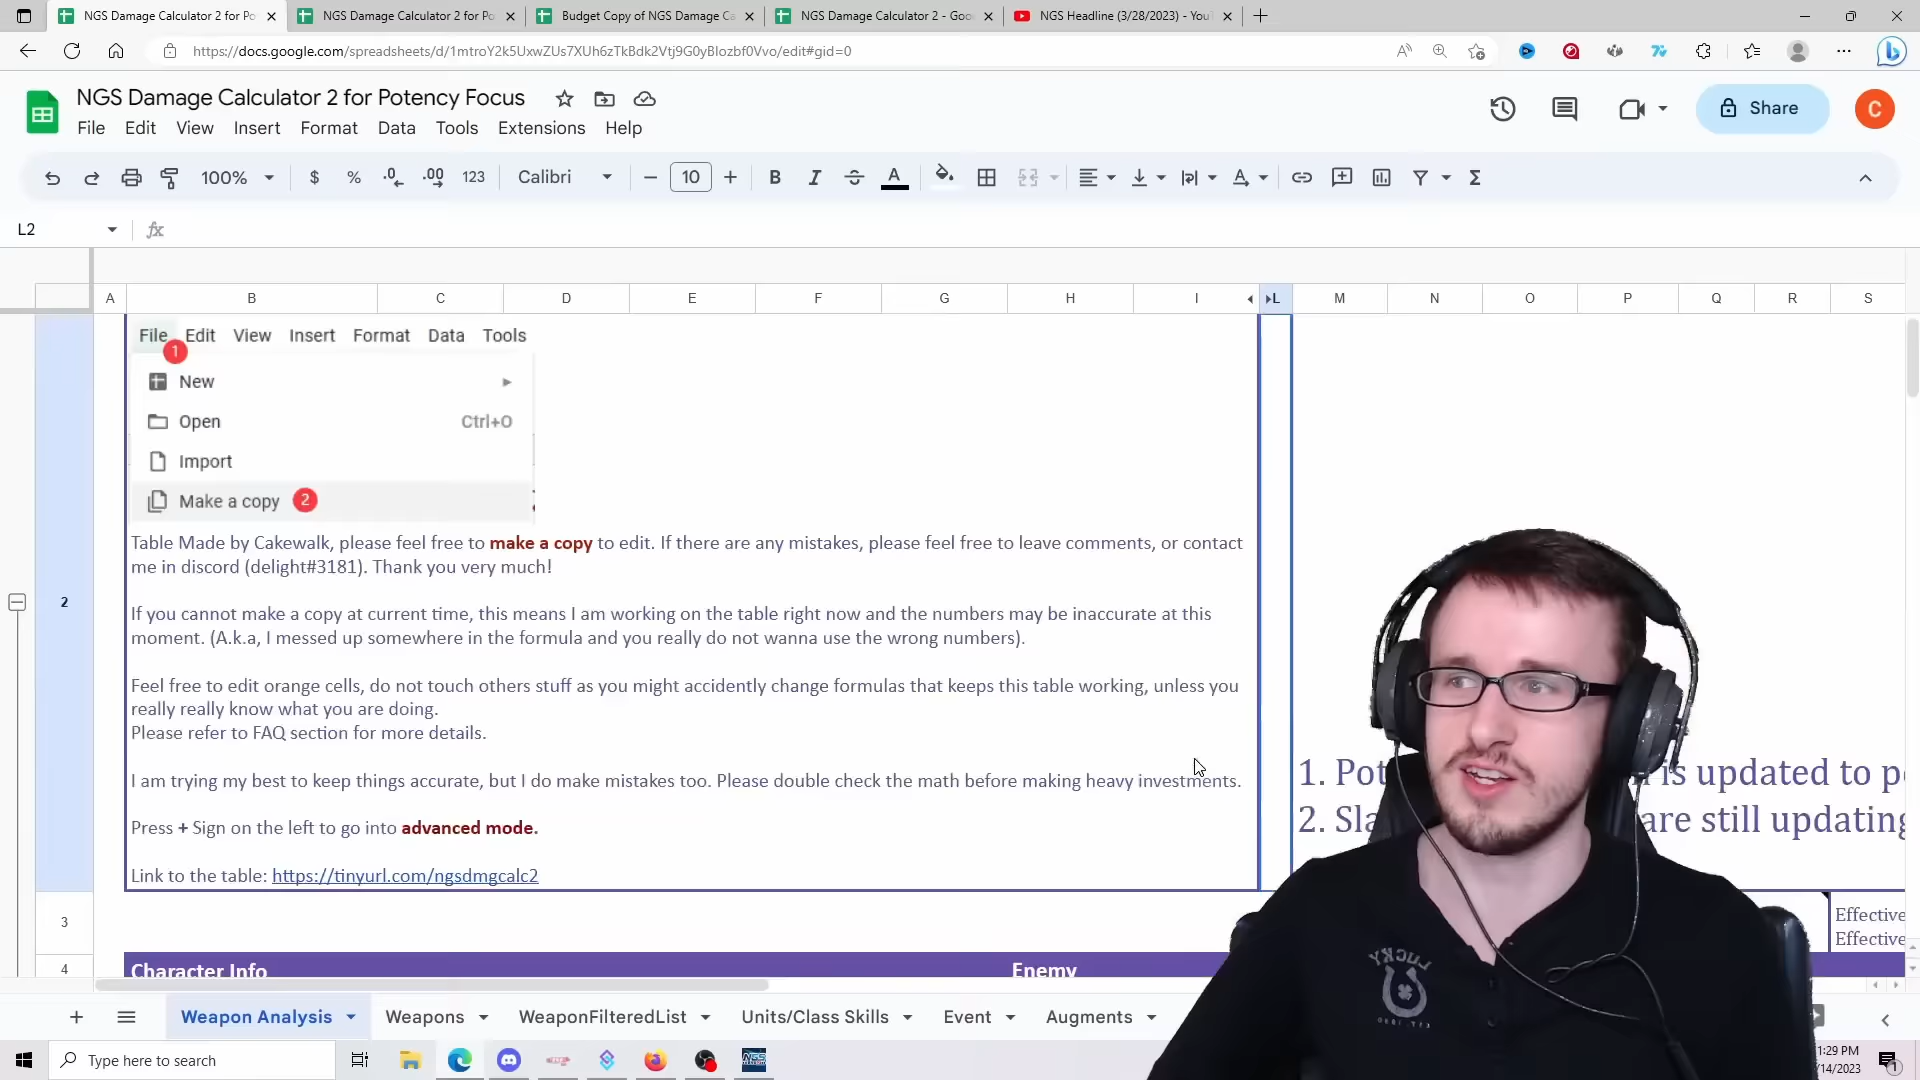 NGS Damage Calculator 2 for Po
NGS Damage Calculator 2 for Po
Budget Copy of NGS Damage Ca
NGS Damage Calculator 2 - Goo
NGS Headline (3/28/2023) - YouT
https://docs.google.com/spreadsheets/d/1mtroY2k5UxwZUs7XUh6zTkBdk2Vtj9G0yBIozbf0Vvo/edit#gid=0
NGS Damage Calculator 2 for Potency Focus
File Edit View Insert Format Data Tools Extensions Help
Share
C
100% $ % .0 .00 123 Calibri 10 B I A
L2
A B C D E F G H I L M N O P Q R S
File Edit View Insert Format Data Tools
1
New
Open Ctrl+O
Import
Make a copy 2
Table Made by Cakewalk, please feel free to make a copy to edit. If there are any mistakes, please feel free to leave comments, or contact
me in discord (delight#3181). Thank you very much!
If you cannot make a copy at current time, this means I am working on the table right now and the numbers may be inaccurate at this
moment. (A.k.a, I messed up somewhere in the formula and you really do not wanna use the wrong numbers).
Feel free to edit orange cells, do not touch others stuff as you might accidently change formulas that keeps this table working, unless you
really really know what you are doing.
Please refer to FAQ section for more details.
I am trying my best to keep things accurate, but I do make mistakes too. Please double check the math before making heavy investments.
Press + Sign on the left to go into advanced mode.
Link to the table: https://tinyurl.com/ngsdmgcalc2
2
1. Pot is updated to p
2. Sla are still updating
3
Effective
Effective
4
Character Info Enemy
LUCKY
Weapon Analysis Weapons WeaponFilteredList Units/Class Skills Event Augments
Type here to search
NGS
1:29 PM
/14/2023
1